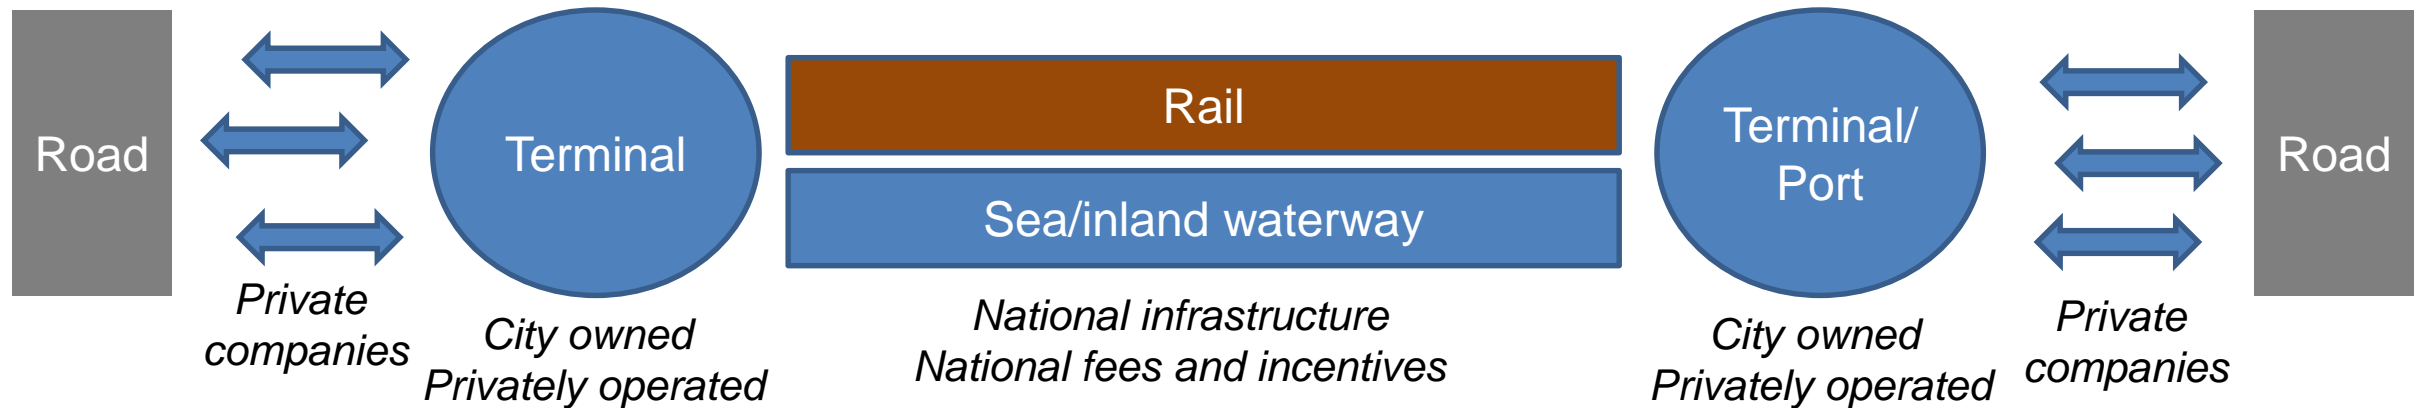 Road
Private
companies
Terminal
City owned
Privately operated
Rail
Sea/inland waterway
National infrastructure
National fees and incentives
Terminal/
Port
City owned
Privately operated
Private
companies
Road